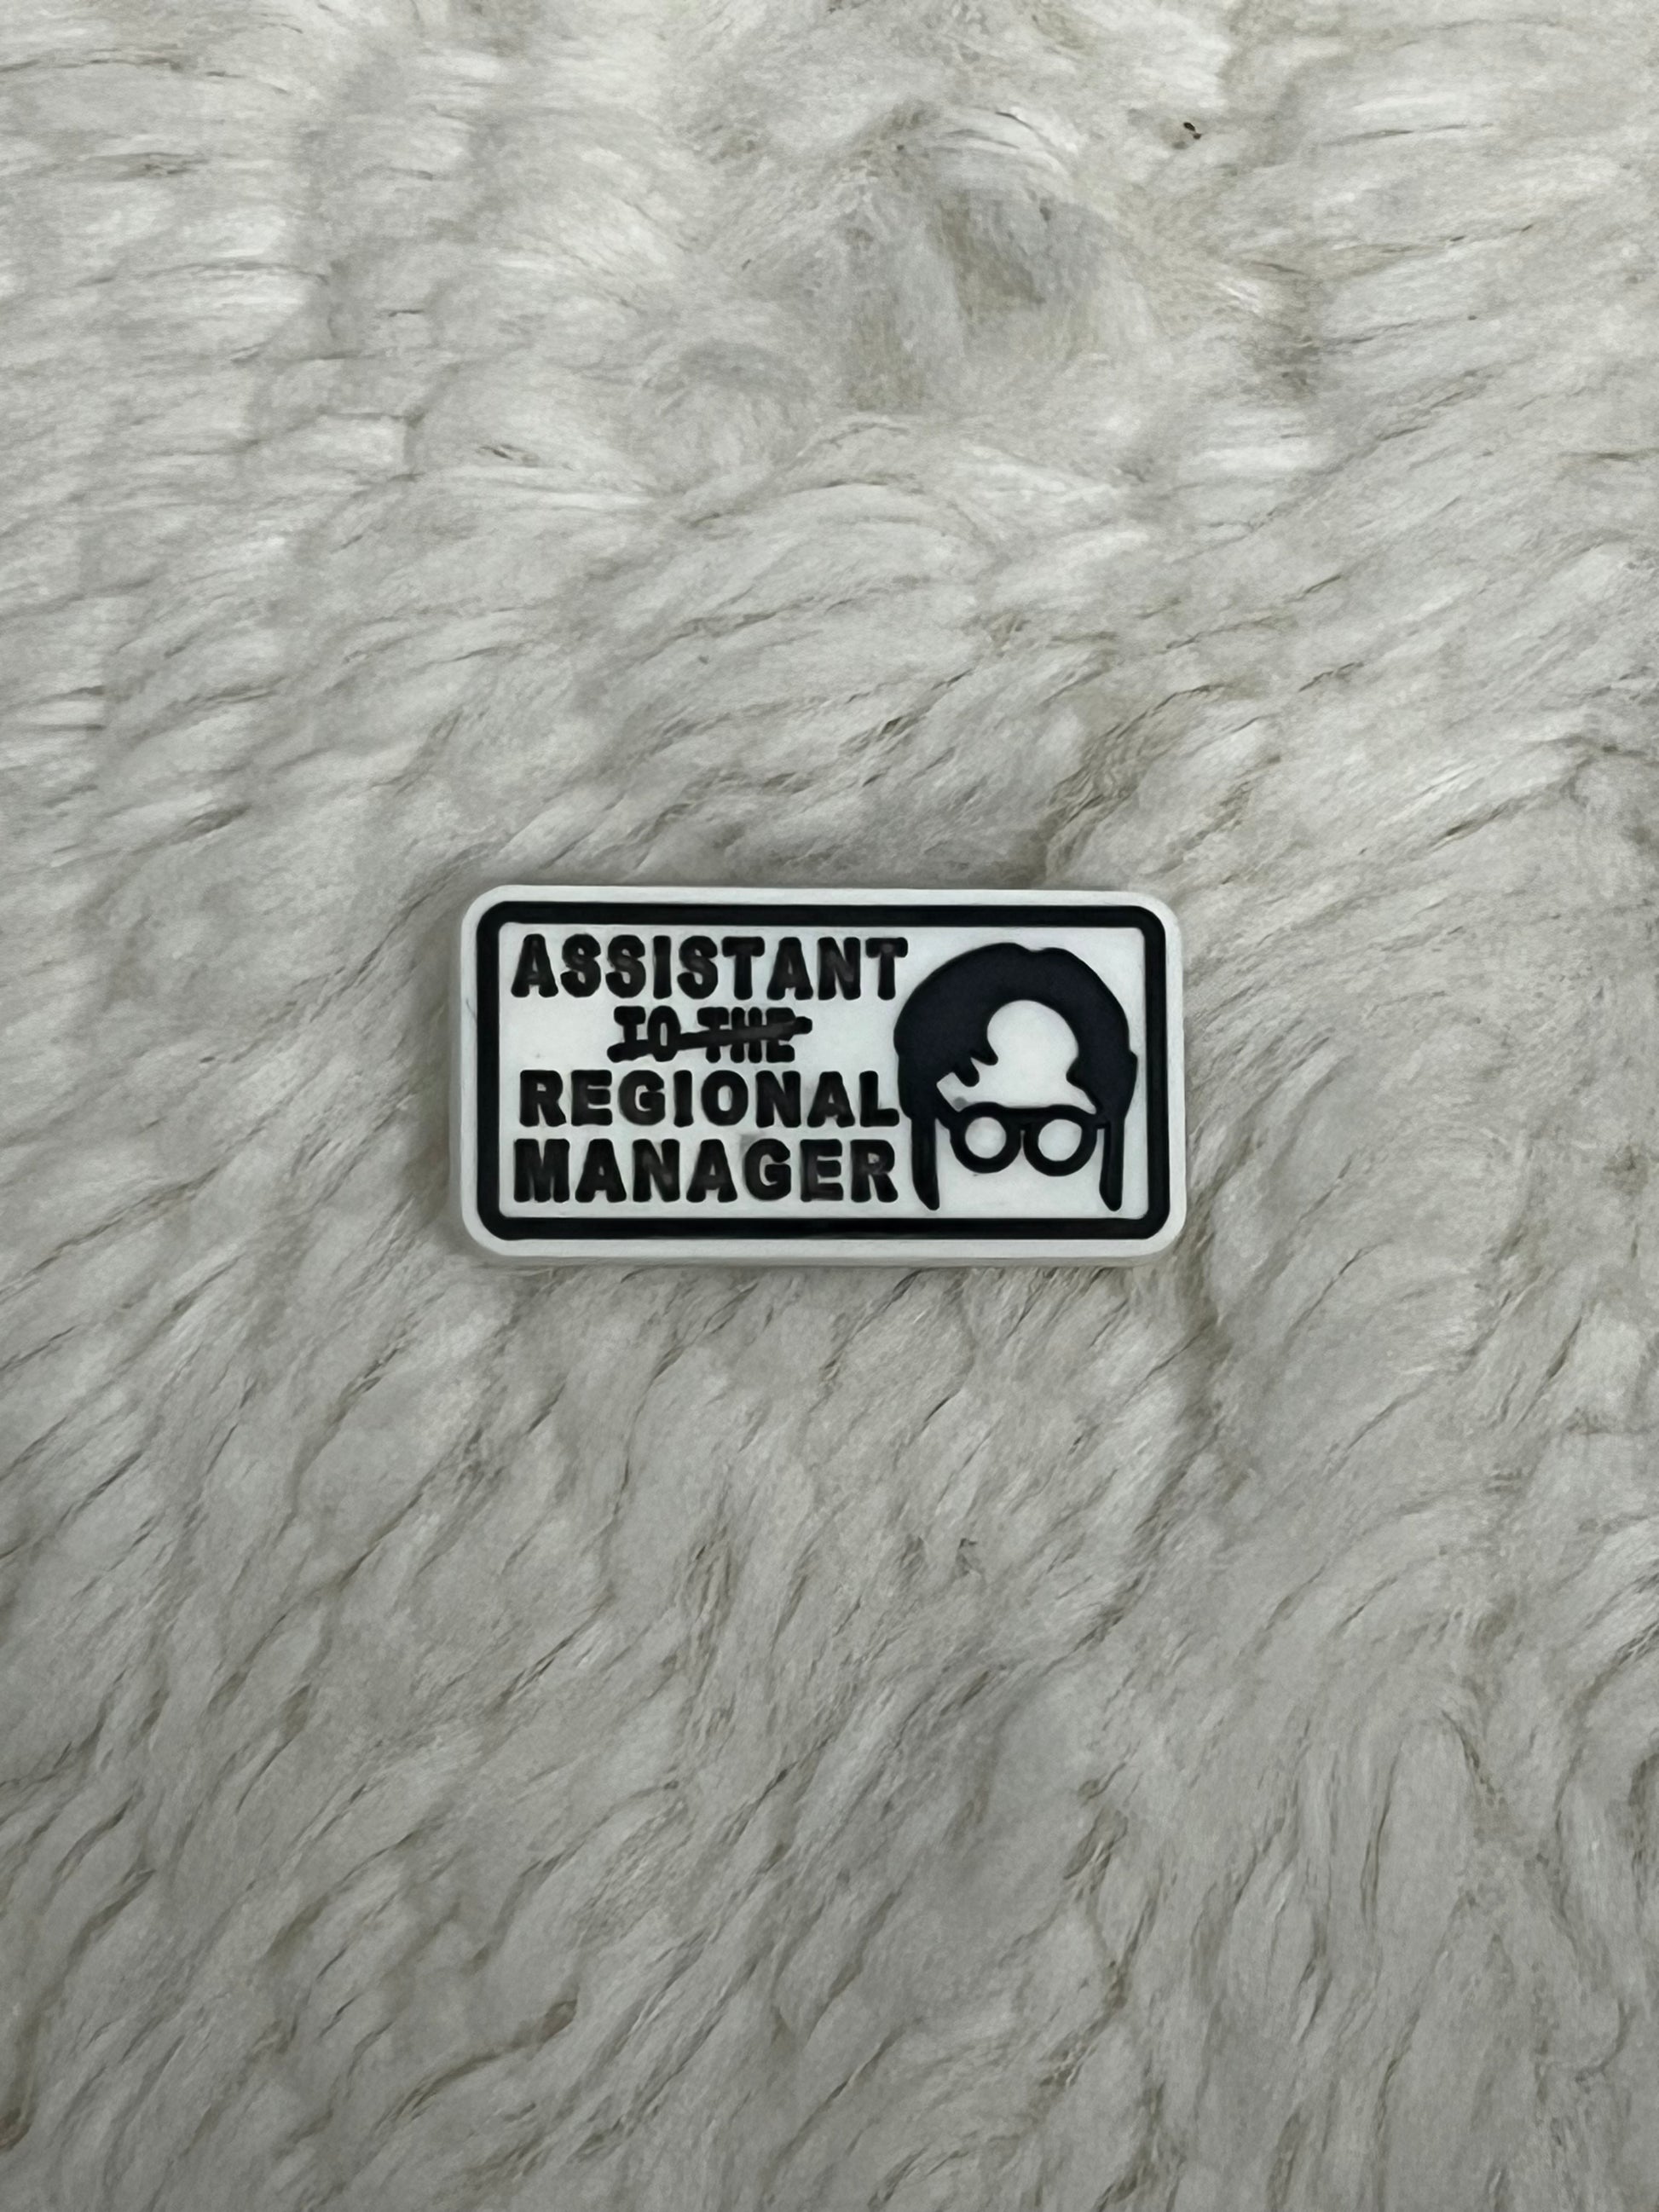 ASSISTANT
TO THE
REGIONAL
MANAGER